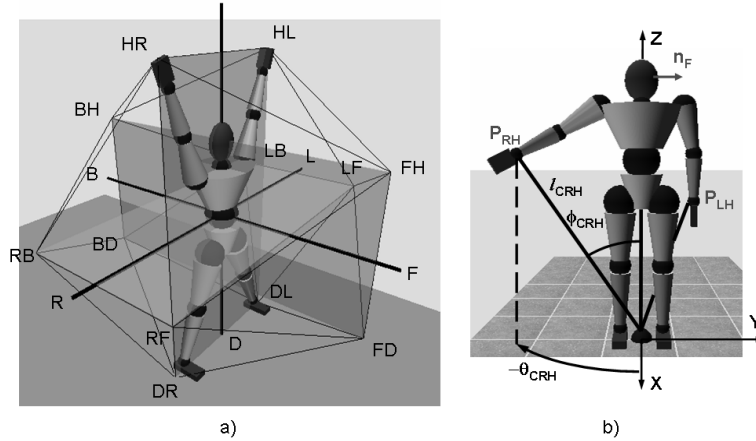 HR
HL
BH
LB
L
LF
FH
B
RB
BD
F
R
DL
RF
D
FD
DR
a)
Z
n_F
P_RH
l_CRH
P_LH
ϕ_CRH
Y
−θ_CRH
X
b)